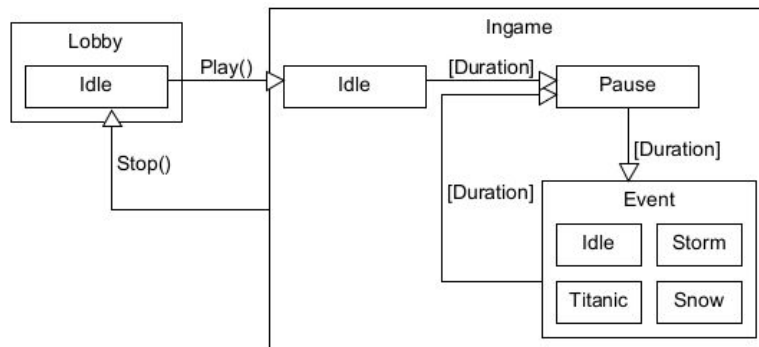 Ingame
Lobby
Idle
Play()
Idle
[Duration]
Pause
Stop()
[Duration]
[Duration]
Event
Idle
Storm
Titanic
Snow